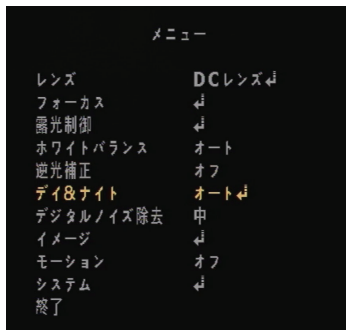 メニュー
レンズ DCレンズ↲
フォーカス ↲
露光制御 ↲
ホワイトバランス オート
逆光補正 オフ
デイ&ナイト オート↲
デジタルノイズ除去 中
イメージ ↲
モーション オフ
システム ↲
終了